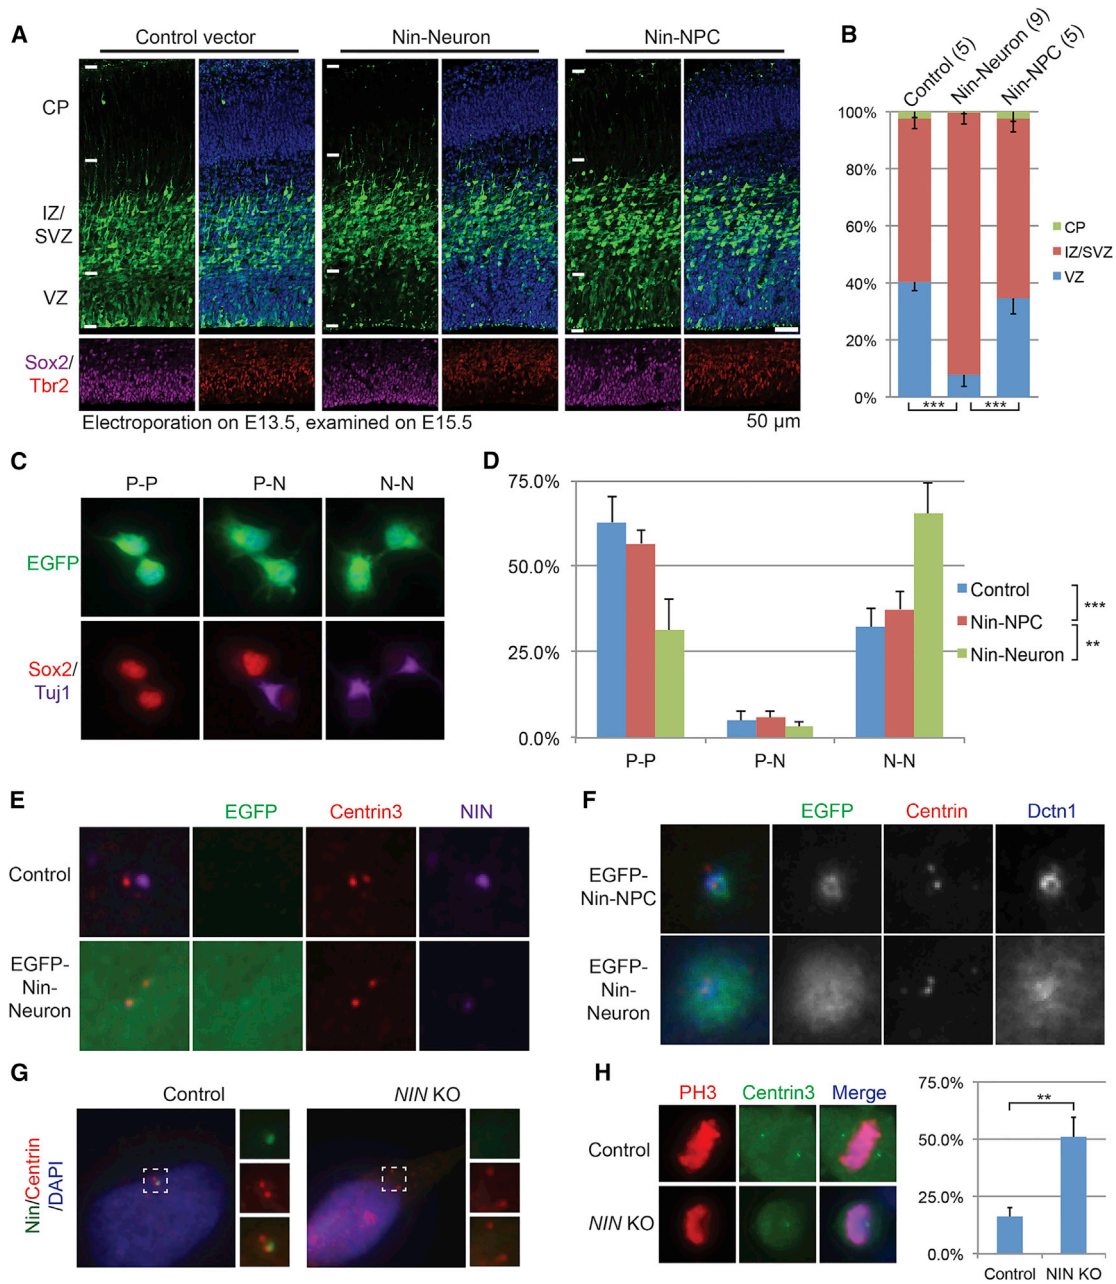 A
Control vector
Nin-Neuron
Nin-NPC
CP
IZ/
SVZ
VZ
Sox2/
Tbr2
Electroporation on E13.5, examined on E15.5
50 µm
B
Control (5)
Nin-Neuron (9)
Nin-NPC (5)
100%
80%
60%
40%
20%
0%
CP
IZ/SVZ
VZ
***
***
C
P-P
P-N
N-N
EGFP
Sox2/
Tuj1
D
75.0%
50.0%
25.0%
0.0%
P-P
P-N
N-N
Control
Nin-NPC
Nin-Neuron
***
**
E
EGFP
Centrin3
NIN
Control
EGFP-
Nin-
Neuron
F
EGFP
Centrin
Dctn1
EGFP-
Nin-NPC
EGFP-
Nin-
Neuron
G
Control
NIN KO
Nin/Centrin
/DAPI
H
PH3
Centrin3
Merge
Control
NIN KO
75.0%
50.0%
25.0%
0.0%
**
Control
NIN KO